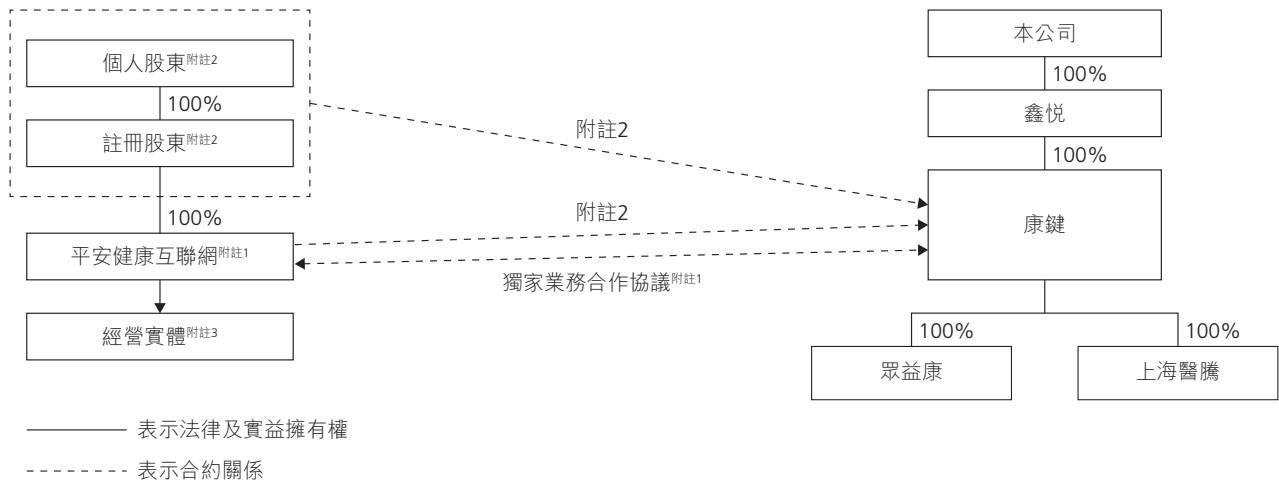 個人股東附註2
100%
註冊股東附註2
100%
平安健康互聯網附註1
經營實體附註3
附註2
附註2
獨家業務合作協議附註1
本公司
100%
鑫悦
100%
康鍵
100%
100%
眾益康
上海醫騰
表示法律及實益擁有權
表示合約關係